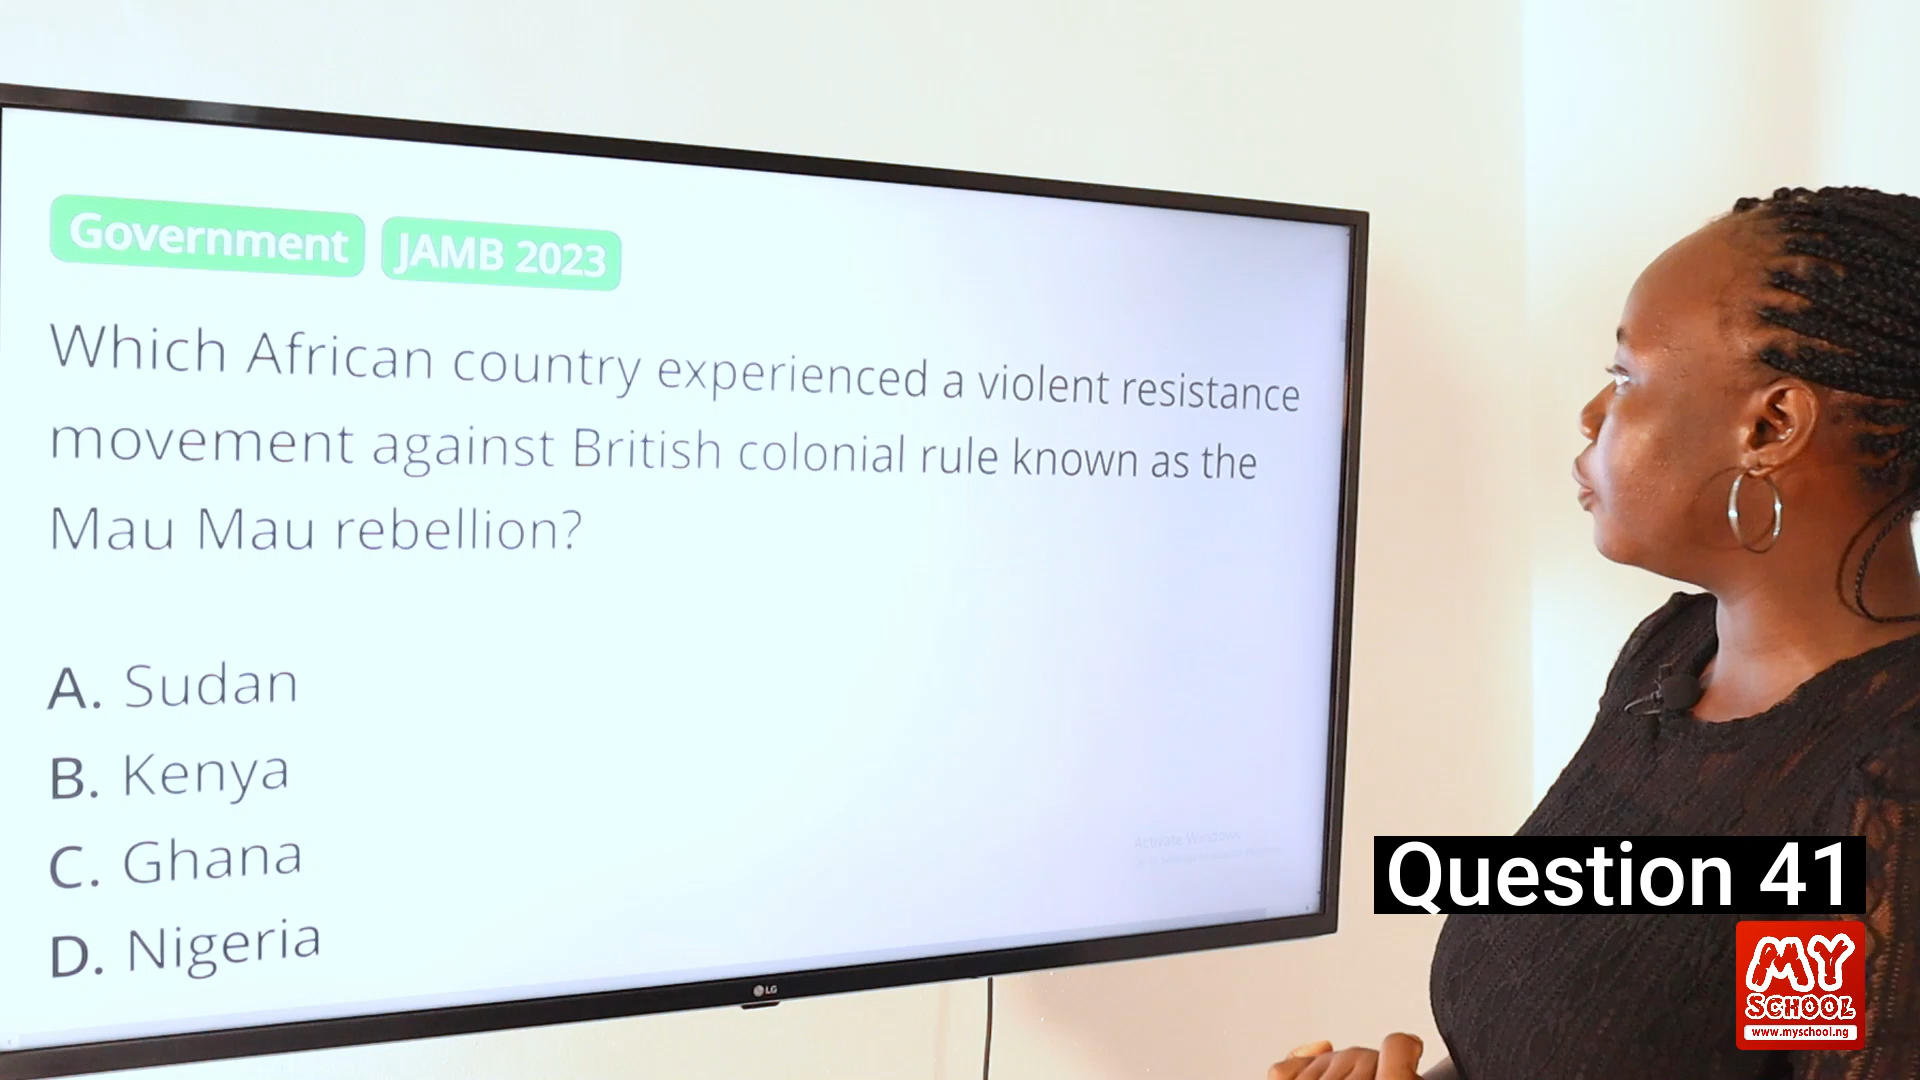 Government JAMB 2023
Which African country experienced a violent resistance
movement against British colonial rule known as the
Mau Mau rebellion?
A. Sudan
B. Kenya
C. Ghana
D. Nigeria
Activate Windows
LG
Question 41
MY
SCHOOL
www.myschool.ng